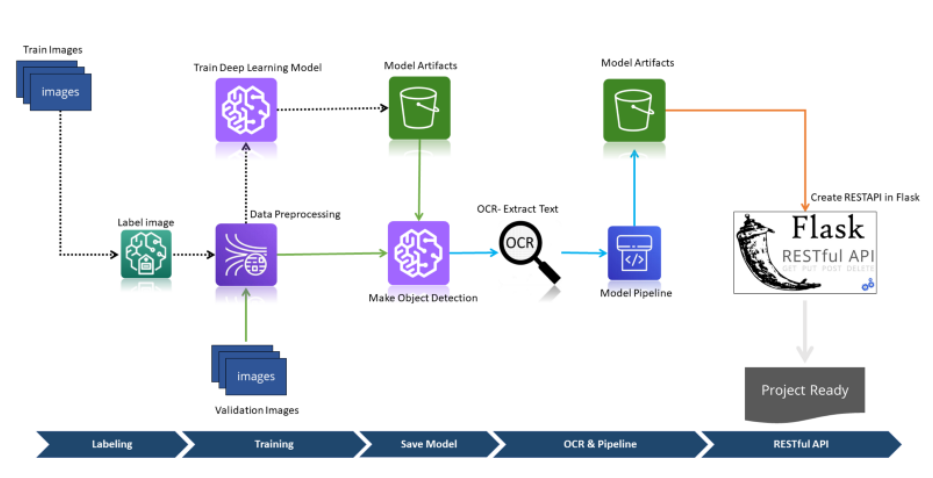 Train Images
images
Train Deep Learning Model
Model Artifacts
Model Artifacts
Label image
Data Preprocessing
OCR- Extract Text
OCR
Create RESTAPI in Flask
Flask
RESTful API
GET PUT POST DELETE
Make Object Detection
Model Pipeline
</>
images
Validation Images
Project Ready
Labeling
Training
Save Model
OCR & Pipeline
RESTful API